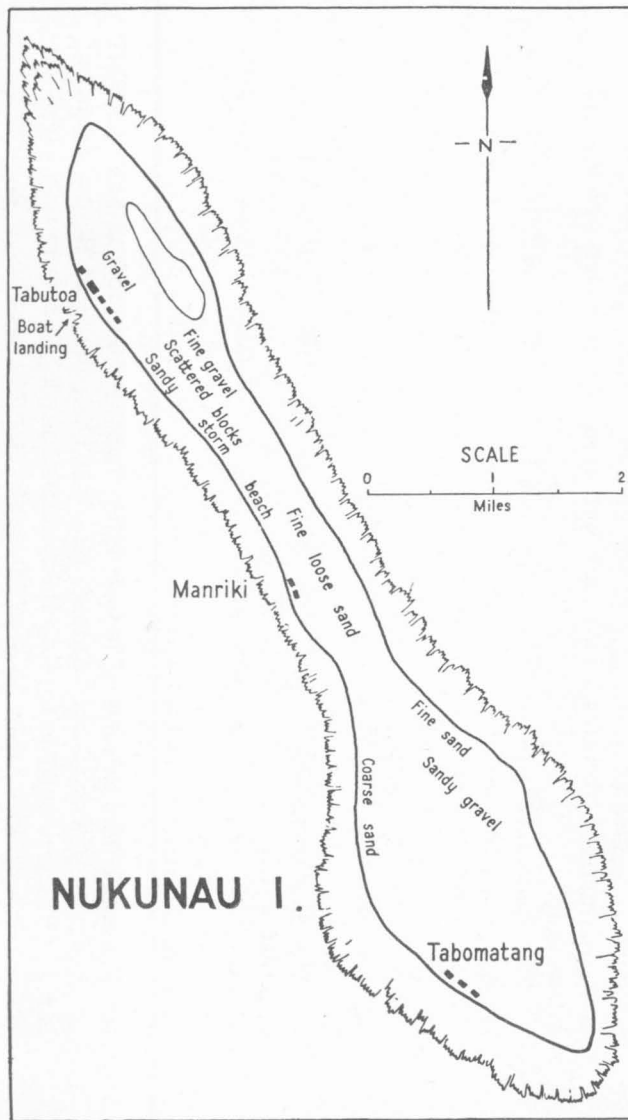 N
Gravel
Tabutoa
Boat
landing
Fine gravel
Scattered blocks
Sandy storm beach
SCALE
0 1 2
Miles
Fine loose sand
Manriki
Fine sand
Sandy gravel
Coarse sand
NUKUNAU I.
Tabomatang